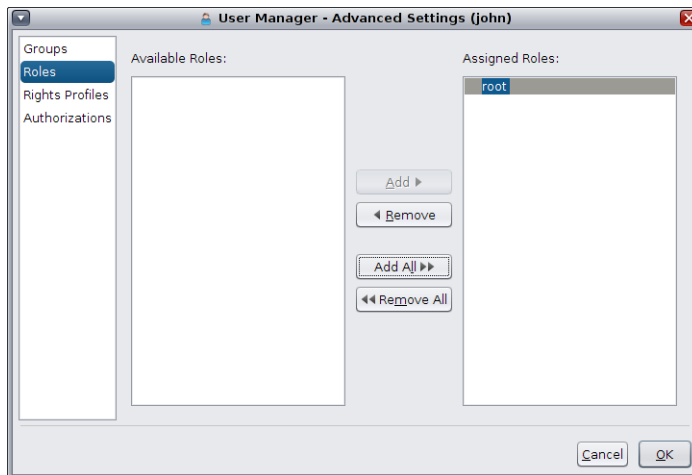 User Manager - Advanced Settings (john)
Groups
Roles
Rights Profiles
Authorizations
Available Roles:
Assigned Roles:
root
Add
Remove
Add All
Remove All
Cancel
OK